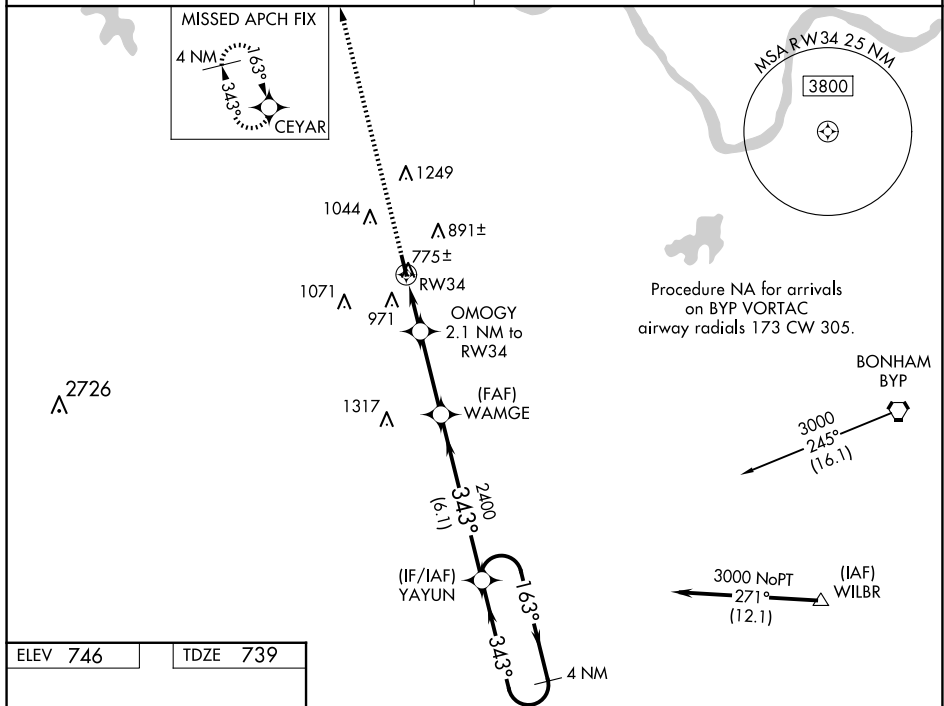 MISSED APCH FIX
4 NM
163°
343°
CEYAR
MSA RW34 25 NM
3800
1249
1044
891±
775±
RW34
1071
971
OMOGY
2.1 NM to
RW34
Procedure NA for arrivals
on BYP VORTAC
airway radials 173 CW 305.
BONHAM
BYP
2726
(FAF)
WAMGE
1317
3000
245°
(16.1)
2400
343°
(6.1)
(IF/IAF)
YAYUN
163°
343°
4 NM
3000 NoPT
271°
(12.1)
(IAF)
WILBR
ELEV 746
TDZE 739